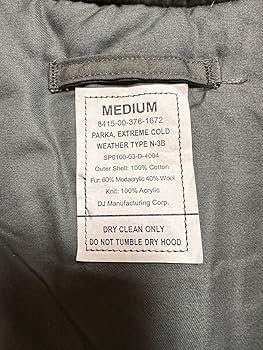 MEDIUM
8415-00-376-1672
PARKA, EXTREME COLD
WEATHER TYPE N-3B
SP0100-03-D-4004
Outer Shell: 100% Cotton
Fur: 60% Modacrylic 40% Wool
Knit: 100% Acrylic
DJ Manufacturing Corp.
DRY CLEAN ONLY
DO NOT TUMBLE DRY HOOD